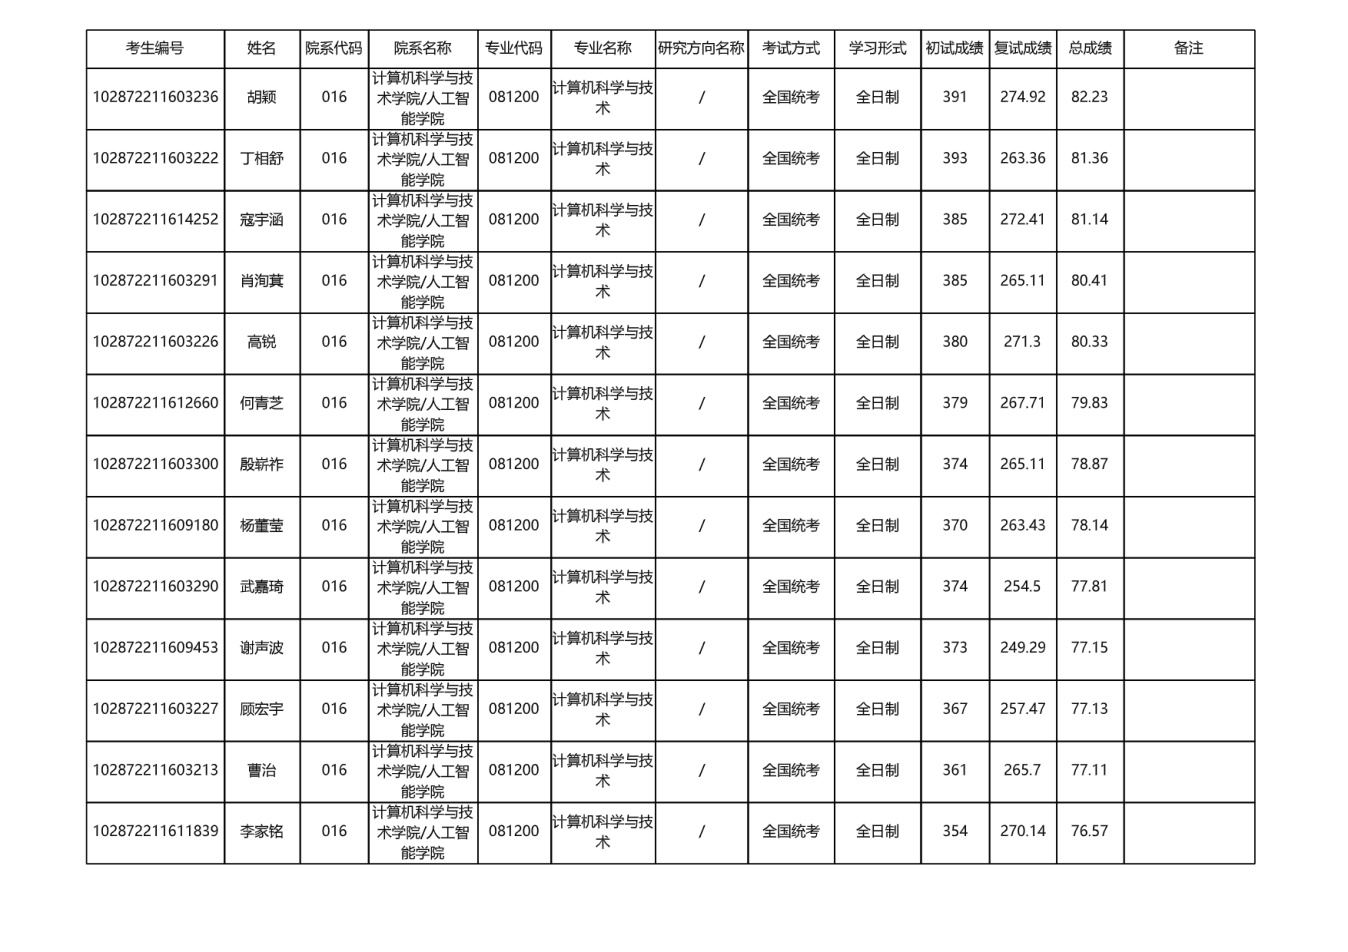 考生编号 姓名 院系代码 院系名称 专业代码 专业名称 研究方向名称 考试方式 学习形式 初试成绩 复试成绩 总成绩 备注
102872211603236 胡颖 016 计算机科学与技术学院/人工智能学院 081200 计算机科学与技术 / 全国统考 全日制 391 274.92 82.23
102872211603222 丁相舒 016 计算机科学与技术学院/人工智能学院 081200 计算机科学与技术 / 全国统考 全日制 393 263.36 81.36
102872211614252 寇宇涵 016 计算机科学与技术学院/人工智能学院 081200 计算机科学与技术 / 全国统考 全日制 385 272.41 81.14
102872211603291 肖洵蓂 016 计算机科学与技术学院/人工智能学院 081200 计算机科学与技术 / 全国统考 全日制 385 265.11 80.41
102872211603226 高锐 016 计算机科学与技术学院/人工智能学院 081200 计算机科学与技术 / 全国统考 全日制 380 271.3 80.33
102872211612660 何青芝 016 计算机科学与技术学院/人工智能学院 081200 计算机科学与技术 / 全国统考 全日制 379 267.71 79.83
102872211603300 殷崭祚 016 计算机科学与技术学院/人工智能学院 081200 计算机科学与技术 / 全国统考 全日制 374 265.11 78.87
102872211609180 杨董莹 016 计算机科学与技术学院/人工智能学院 081200 计算机科学与技术 / 全国统考 全日制 370 263.43 78.14
102872211603290 武嘉琦 016 计算机科学与技术学院/人工智能学院 081200 计算机科学与技术 / 全国统考 全日制 374 254.5 77.81
102872211609453 谢声波 016 计算机科学与技术学院/人工智能学院 081200 计算机科学与技术 / 全国统考 全日制 373 249.29 77.15
102872211603227 顾宏宇 016 计算机科学与技术学院/人工智能学院 081200 计算机科学与技术 / 全国统考 全日制 367 257.47 77.13
102872211603213 曹治 016 计算机科学与技术学院/人工智能学院 081200 计算机科学与技术 / 全国统考 全日制 361 265.7 77.11
102872211611839 李家铭 016 计算机科学与技术学院/人工智能学院 081200 计算机科学与技术 / 全国统考 全日制 354 270.14 76.57